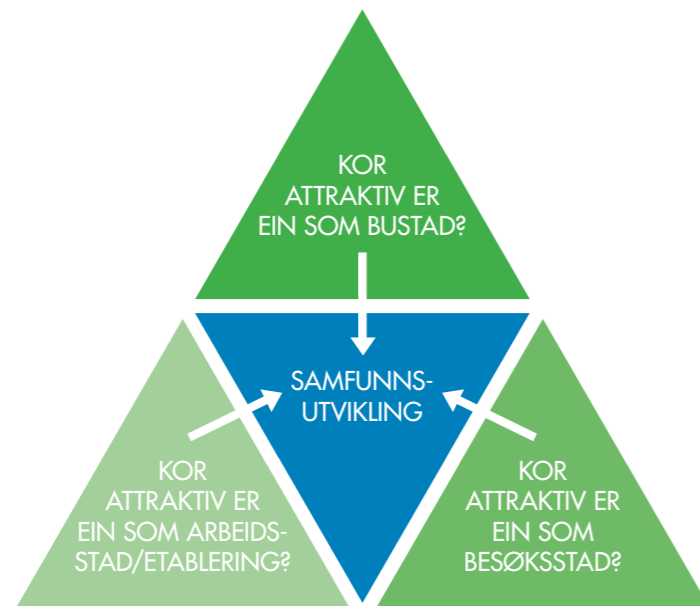 KOR
ATTRAKTIV ER
EIN SOM BUSTAD?
SAMFUNNS-
UTVIKLING
KOR
ATTRAKTIV ER
EIN SOM ARBEIDS-
STAD/ETABLERING?
KOR
ATTRAKTIV ER
EIN SOM
BESØKSSTAD?